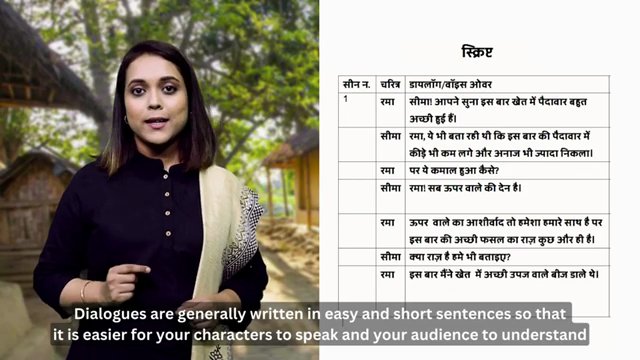 स्क्रिप्ट
सीन न. चरित्र डायलॉग/वॉइस ओवर
1 रमा सीमा! आपने सुना इस बार खेत में पैदावार बहुत
अच्छी हुई हैं।
सीमा रमा, ये भी बता रही थी कि इस बार की पैदावार में
कीड़े भी कम लगे और अनाज भी ज्यादा निकला।
रमा पर ये कमाल हुआ कैसे?
सीमा रमा! सब ऊपर वाले की देन है।
रमा ऊपर वाले का आशीर्वाद तो हमेशा हमारे साथ है पर
इस बार की अच्छी फसल का राज़ कुछ और ही है।
सीमा क्या राज़ है हमे भी बताइए?
रमा इस बार मैंने खेत में अच्छी उपज वाले बीज डाले थे।
Dialogues are generally written in easy and short sentences so that
it is easier for your characters to speak and your audience to understand